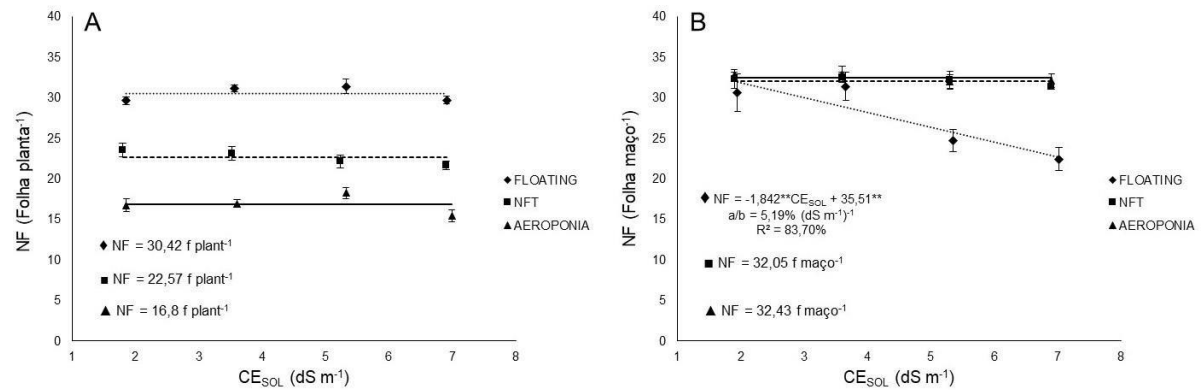 A
40
35
30
25
20
15
10
5
0
NF (Folha planta⁻¹)
◆FLOATING
■NFT
▲AEROPONIA
◆ NF = 30,42 f plant⁻¹
■ NF = 22,57 f plant⁻¹
▲ NF = 16,8 f plant⁻¹
1 2 3 4 5 6 7 8
CE_SOL (dS m⁻¹)
B
40
35
30
25
20
15
10
5
0
NF (Folha maço⁻¹)
◆FLOATING
■NFT
▲AEROPONIA
◆ NF = -1,842**CE_SOL + 35,51**
a/b = 5,19% (dS m⁻¹)⁻¹
R² = 83,70%
■ NF = 32,05 f maço⁻¹
▲ NF = 32,43 f maço⁻¹
1 2 3 4 5 6 7 8
CE_SOL (dS m⁻¹)